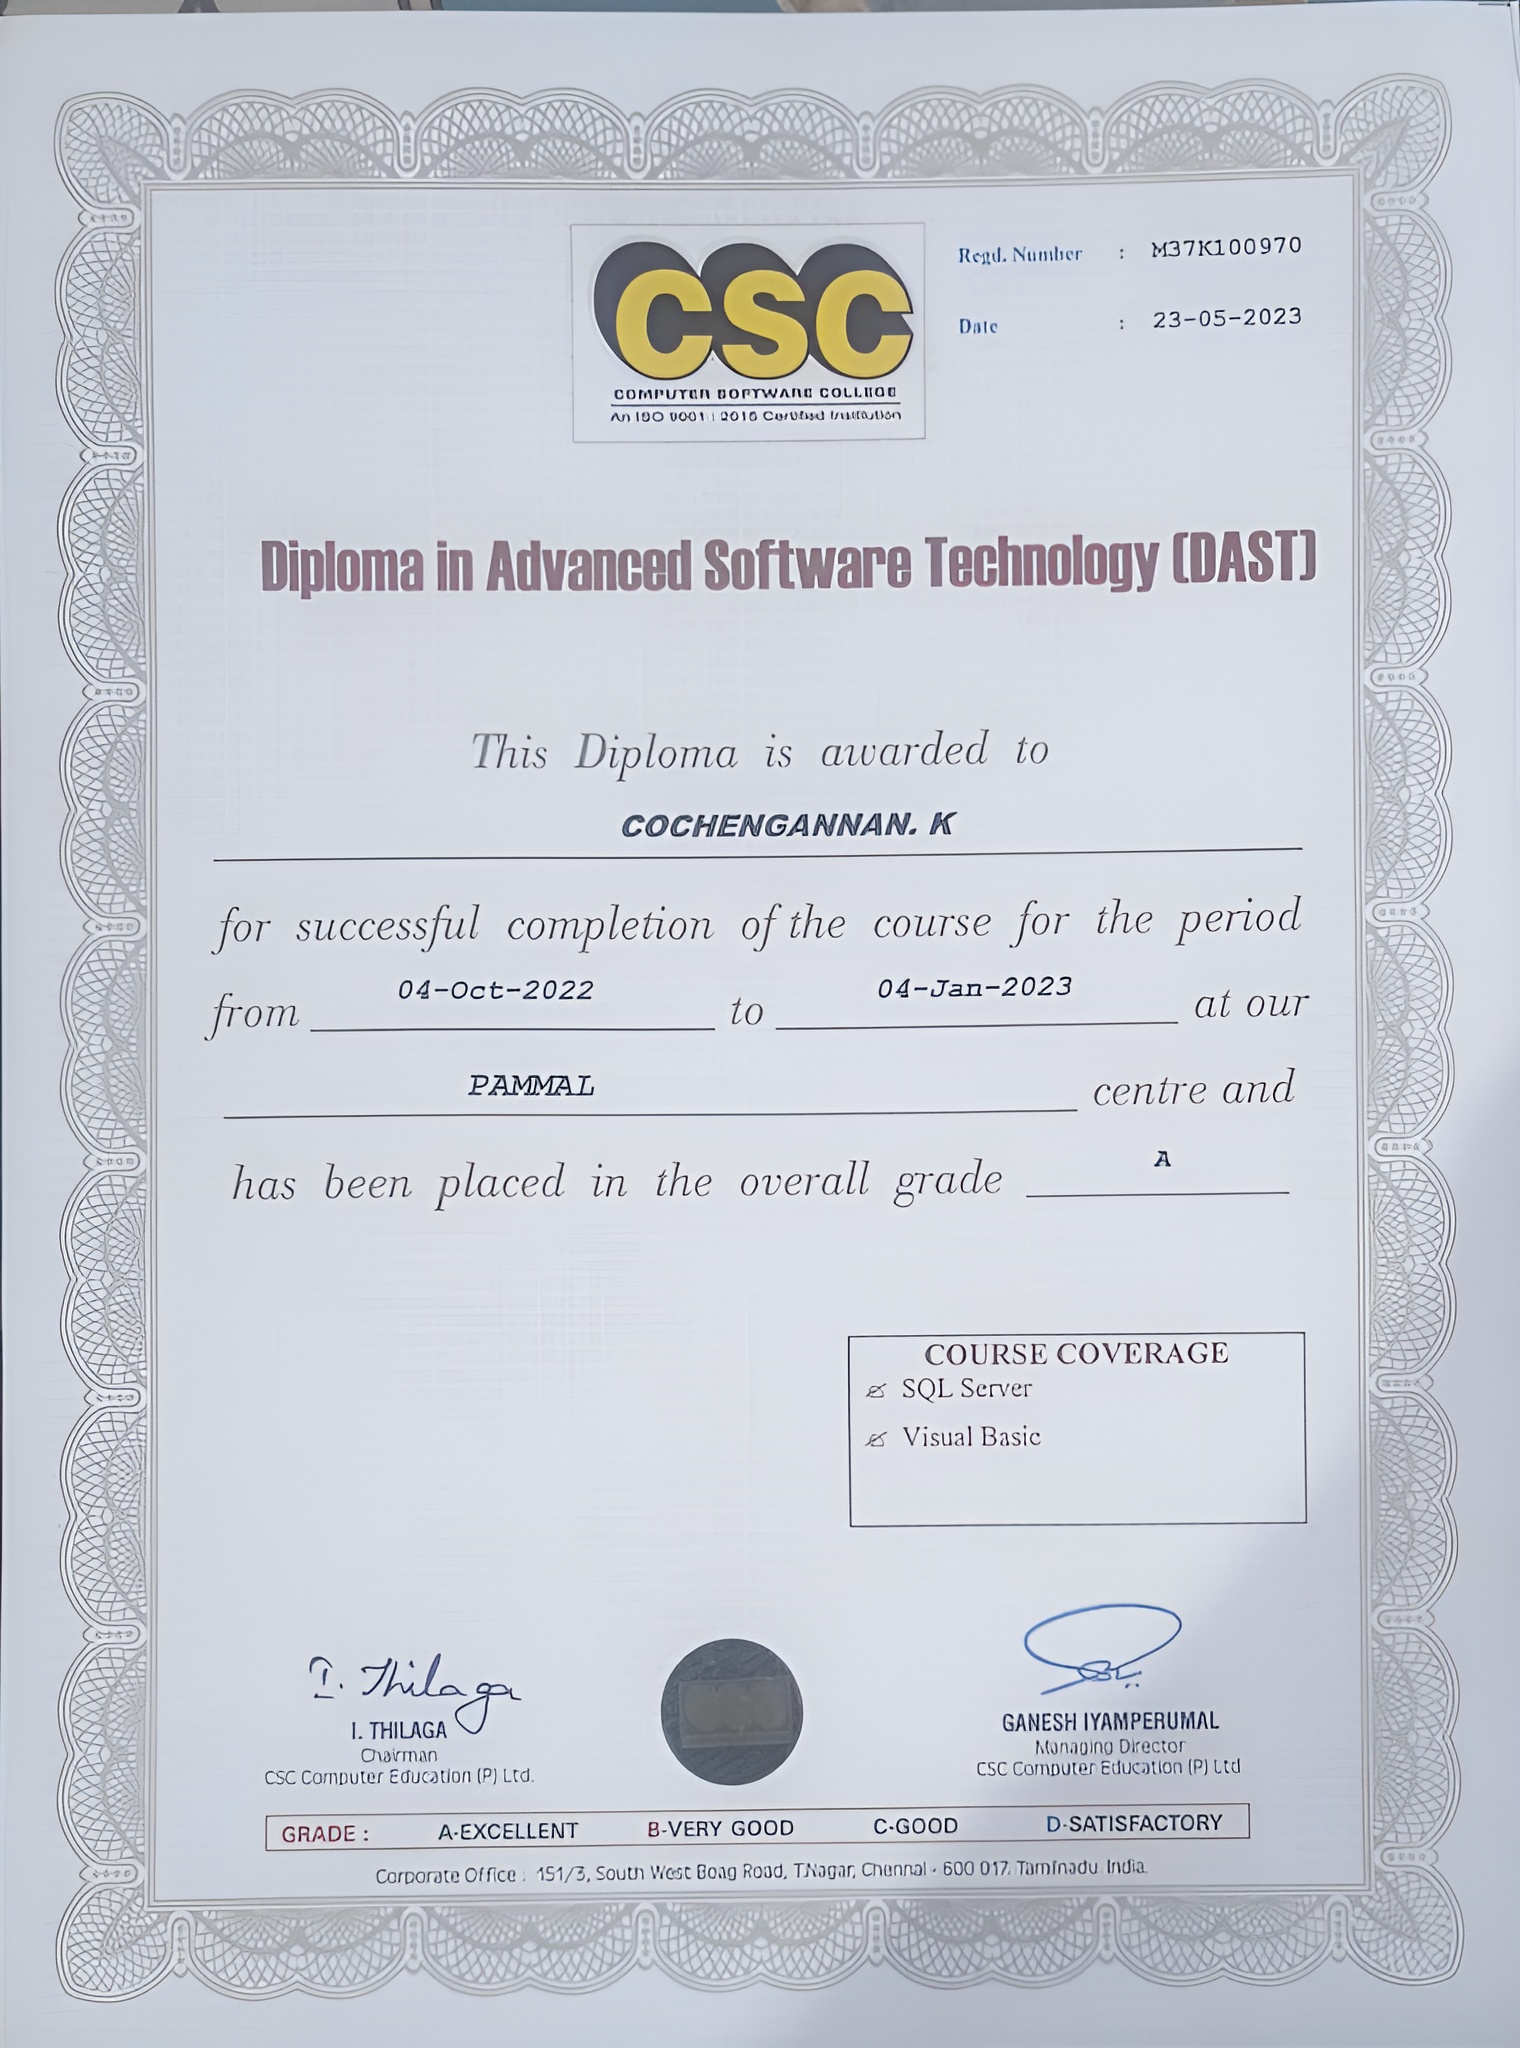 Regd. Number : M37K100970
CSC
Date : 23-05-2023
COMPUTER SOFTWARE COLLEGE
An ISO 9001 : 2015 Certified Institution
Diploma in Advanced Software Technology (DAST)
This Diploma is awarded to
COCHENGANNAN. K
for successful completion of the course for the period
from 04-Oct-2022 to 04-Jan-2023 at our
PAMMAL centre and
has been placed in the overall grade A
COURSE COVERAGE
SQL Server
Visual Basic
I. Thilaga
I. THILAGA
Chairman
CSC Computer Education (P) Ltd.
GANESH IYAMPERUMAL
Managing Director
CSC Computer Education (P) Ltd
GRADE : A-EXCELLENT B-VERY GOOD C-GOOD D-SATISFACTORY
Corporate Office : 151/3, South West Boag Road, T.Nagar, Chennai - 600 017. Tamilnadu. India.